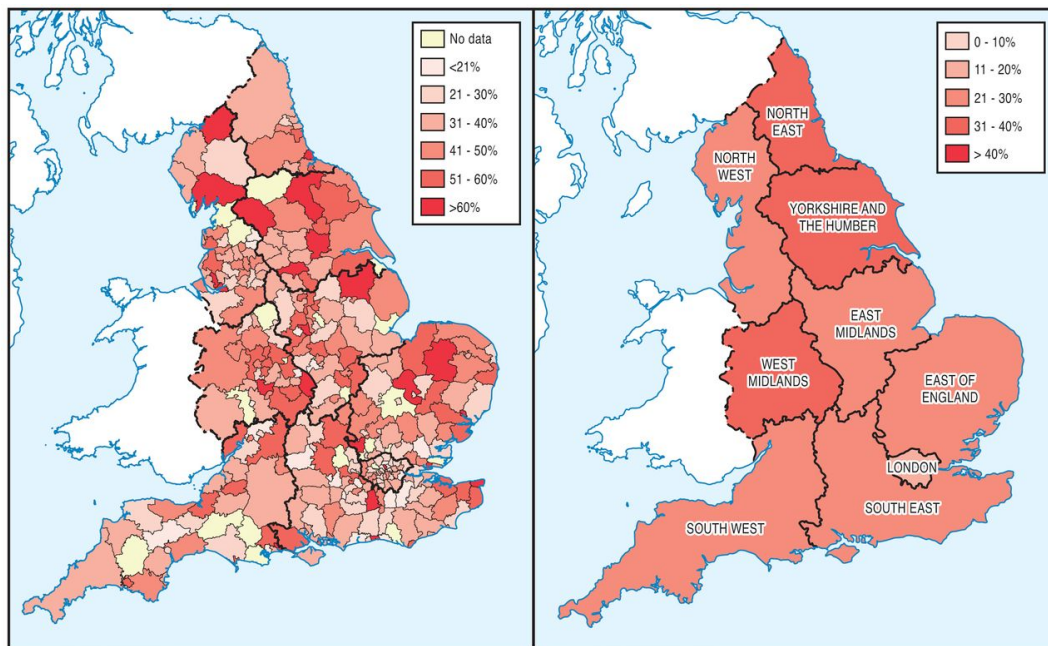 No data
<21%
21 - 30%
31 - 40%
41 - 50%
51 - 60%
>60%
0 - 10%
11 - 20%
21 - 30%
31 - 40%
> 40%
NORTH
EAST
NORTH
WEST
YORKSHIRE AND
THE HUMBER
EAST
MIDLANDS
WEST
MIDLANDS
EAST OF
ENGLAND
LONDON
SOUTH EAST
SOUTH WEST